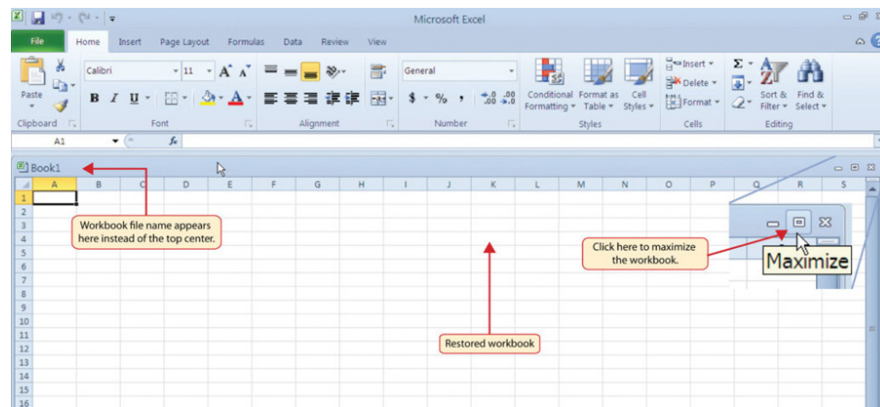 Microsoft Excel
File Home Insert Page Layout Formulas Data Review View
Calibri 11 A A General Insert Σ
Paste B I U A $ % , .00 .0 .00 Conditional Formatting Format as Table Cell Styles Delete Format Sort & Filter Find & Select
Clipboard Font Alignment Number Styles Cells Editing
A1 fx
Book1
A B C D E F G H I J K L M N O P Q R S
1
2
3
4
5
6
7
8
9
10
11
12
13
14
15
16
Workbook file name appears
here instead of the top center.
Click here to maximize
the workbook.
Maximize
Restored workbook